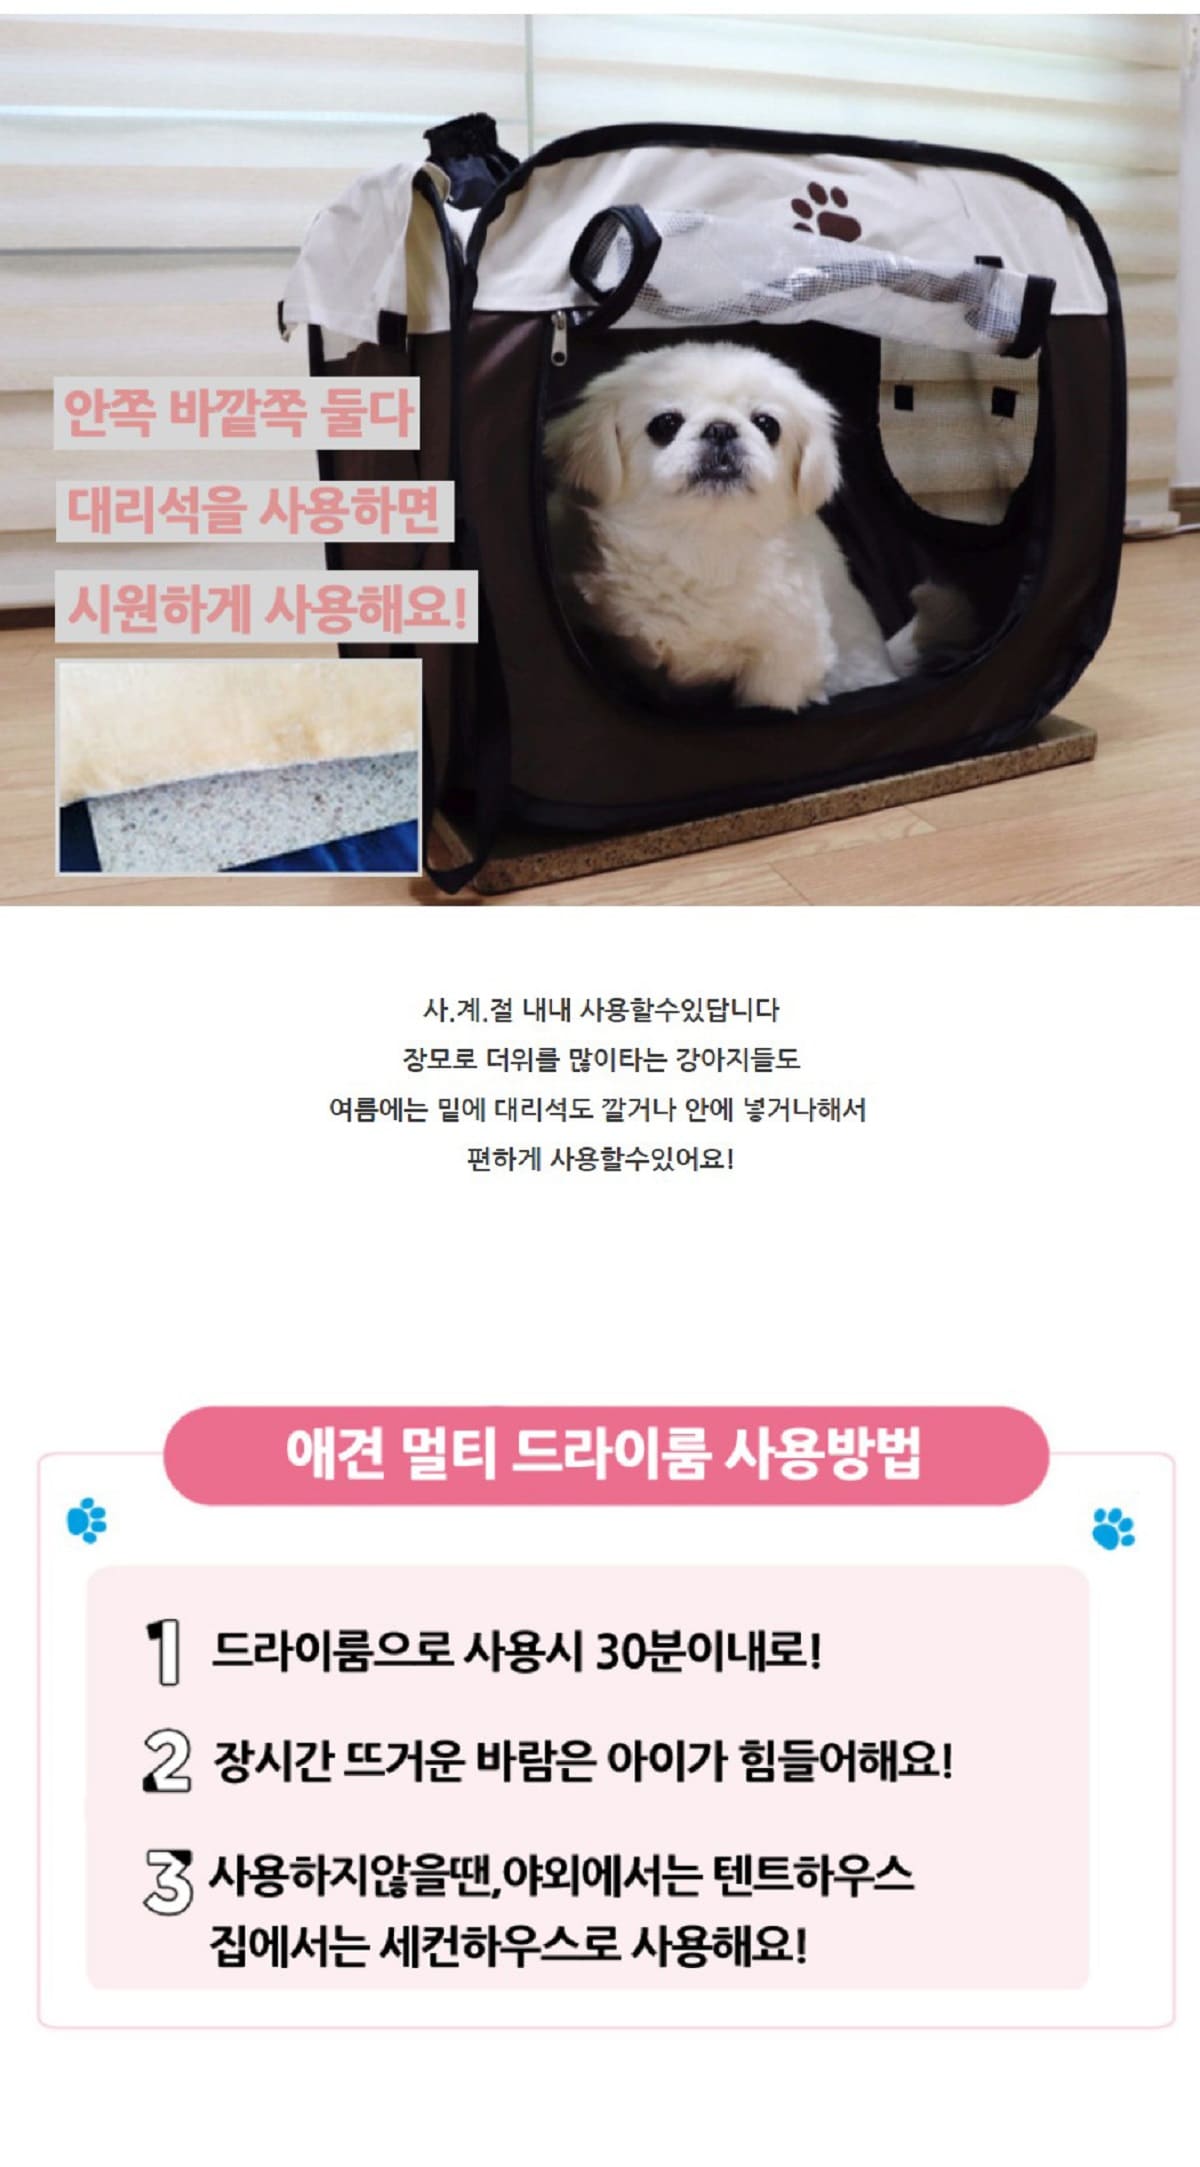 안쪽 바깥쪽 둘다
대리석을 사용하면
시원하게 사용해요!
사.계.절 내내 사용할수있답니다
장모로 더위를 많이타는 강아지들도
여름에는 밑에 대리석도 깔거나 안에 넣거나해서
편하게 사용할수있어요!
애견 멀티 드라이룸 사용방법
1 드라이룸으로 사용시 30분이내로!
2 장시간 뜨거운 바람은 아이가 힘들어해요!
3 사용하지않을땐,야외에서는 텐트하우스
집에서는 세컨하우스로 사용해요!